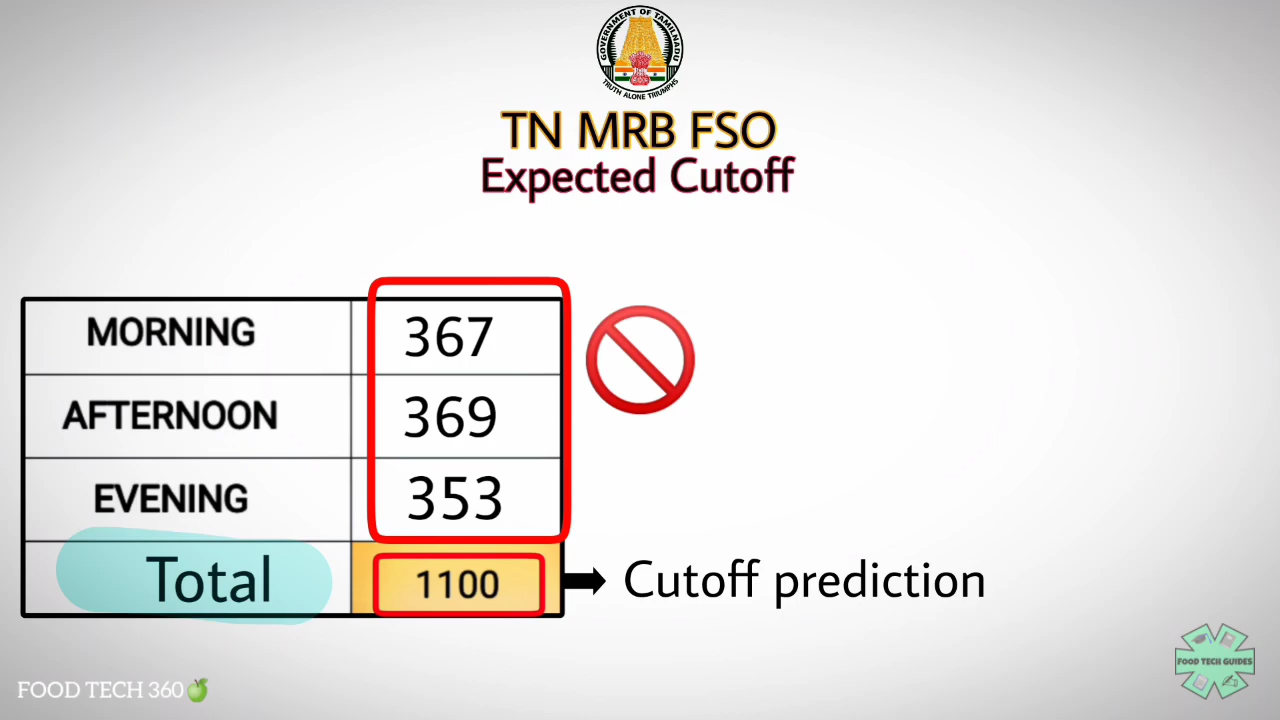 GOVERNMENT OF TAMILNADU
TRUTH ALONE TRIUMPHS
TN MRB FSO
Expected Cutoff
MORNING 367
AFTERNOON 369
EVENING 353
Total 1100 Cutoff prediction
FOOD TECH GUIDES
FOOD TECH 360